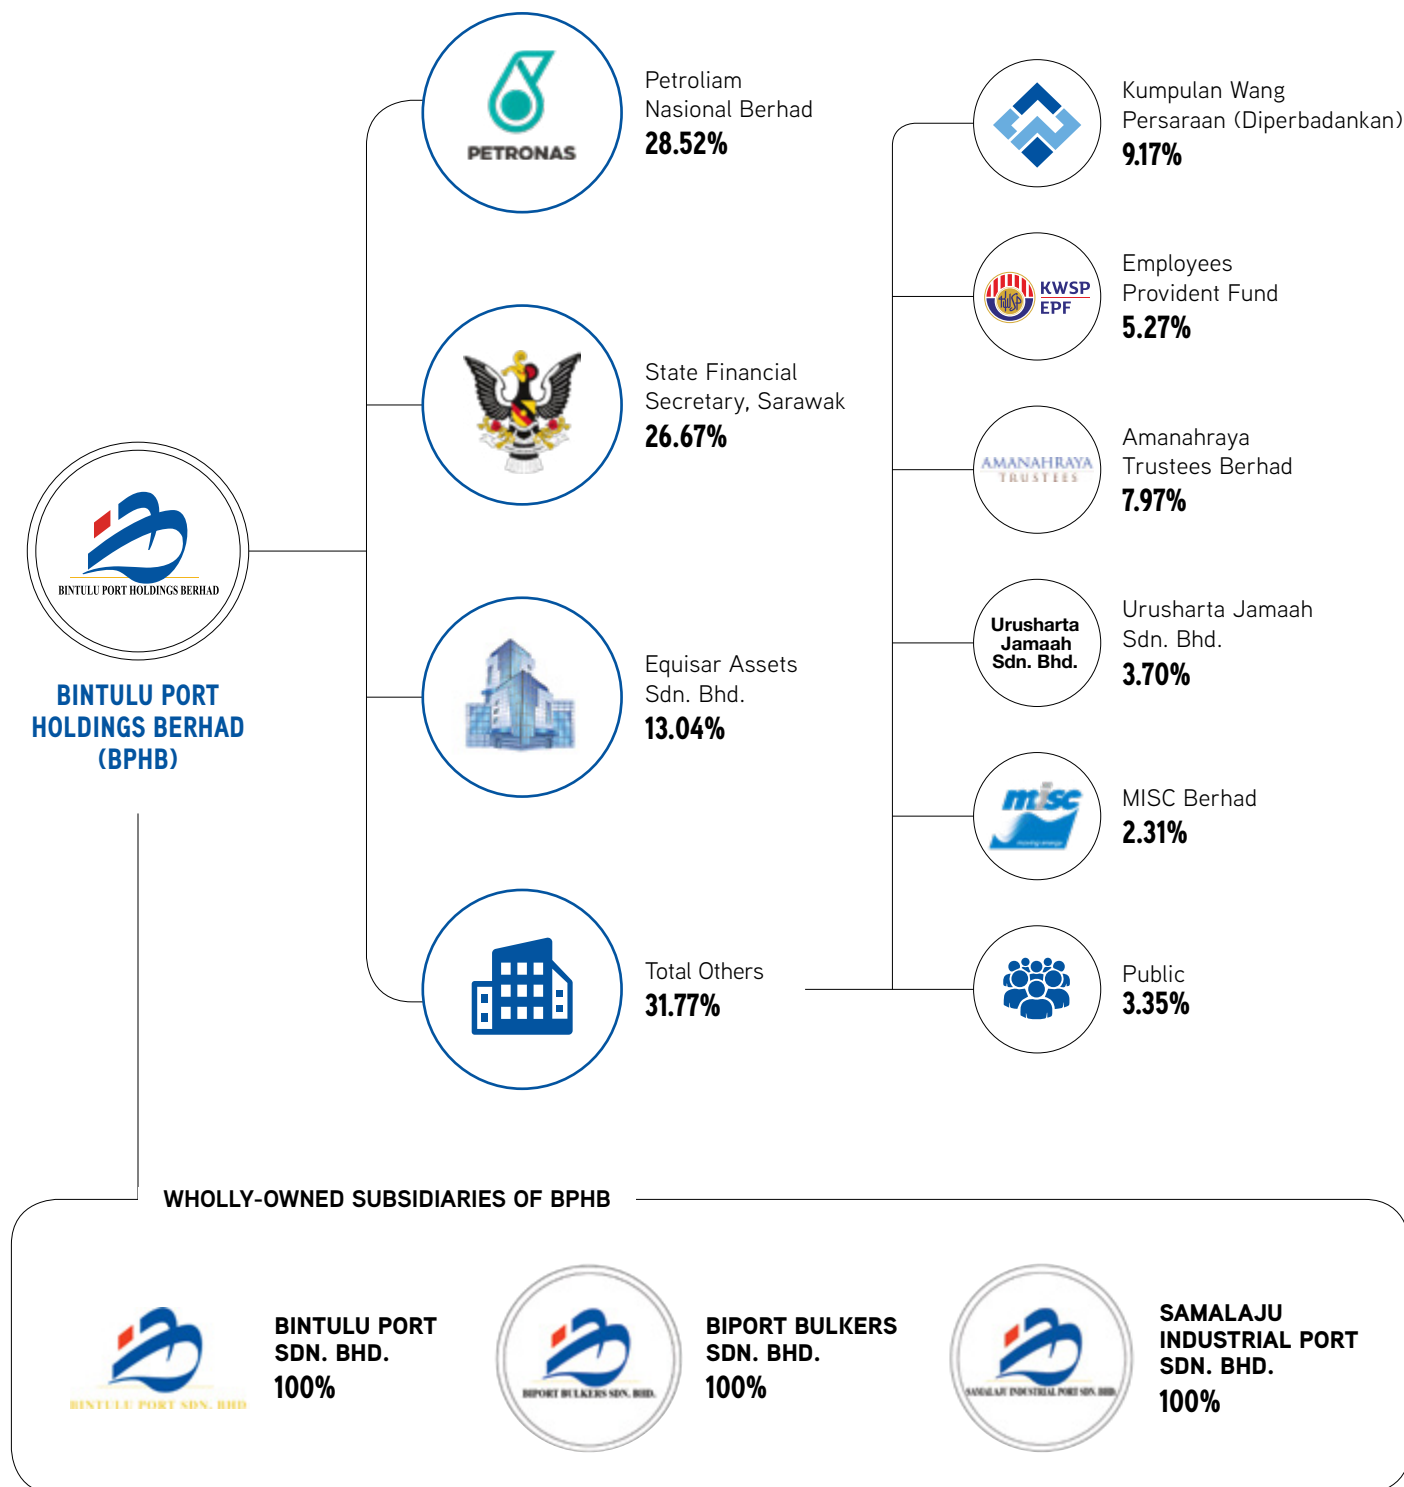 PETRONAS
Petroliam
Nasional Berhad
28.52%
State Financial
Secretary, Sarawak
26.67%
BINTULU PORT HOLDINGS BERHAD
BINTULU PORT
HOLDINGS BERHAD
(BPHB)
Equisar Assets
Sdn. Bhd.
13.04%
Total Others
31.77%
Kumpulan Wang
Persaraan (Diperbadankan)
9.17%
KWSP
EPF
Employees
Provident Fund
5.27%
AMANAHRAYA
TRUSTEES
Amanahraya
Trustees Berhad
7.97%
Urusharta
Jamaah
Sdn. Bhd.
Urusharta Jamaah
Sdn. Bhd.
3.70%
misc
moving energy
MISC Berhad
2.31%
Public
3.35%
WHOLLY-OWNED SUBSIDIARIES OF BPHB
BINTULU PORT SDN. BHD
BINTULU PORT
SDN. BHD.
100%
BIPORT BULKERS SDN. BHD.
BIPORT BULKERS
SDN. BHD.
100%
SAMALAJU INDUSTRIAL PORT SDN. BHD.
SAMALAJU
INDUSTRIAL PORT
SDN. BHD.
100%